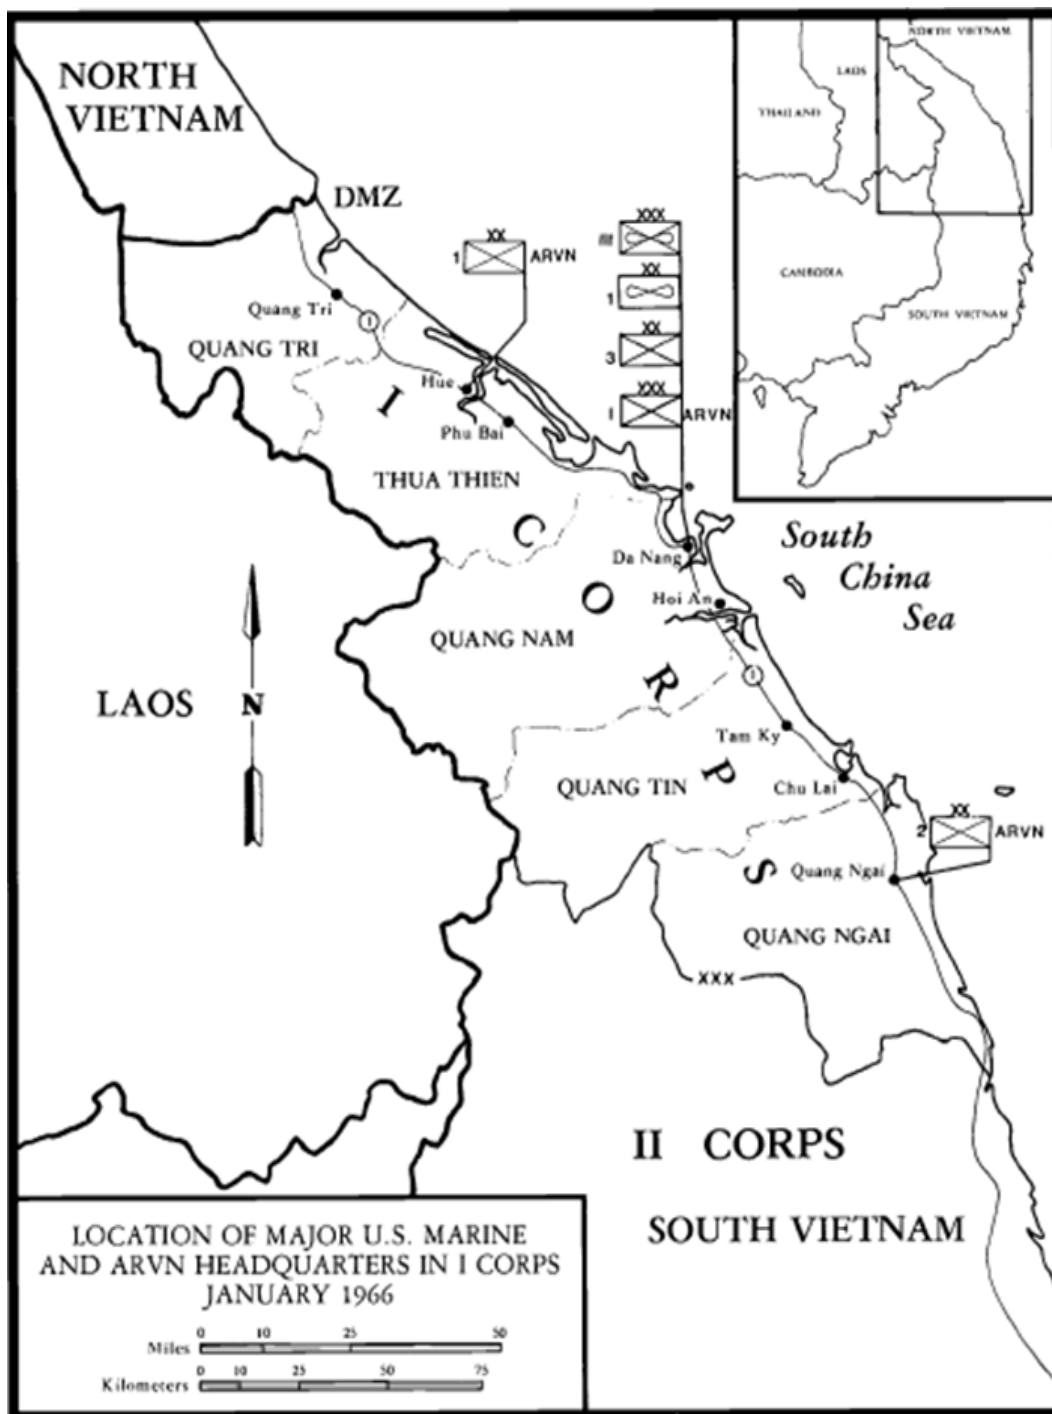 NORTH
VIETNAM
DMZ
XX
1 ARVN
XXX
III
XX
1
XX
3
XXX
I ARVN
NORTH VIETNAM
LAOS
THAILAND
CAMBODIA
SOUTH VIETNAM
Quang Tri
1
QUANG TRI
Hue
I
Phu Bai
THUA THIEN
C
South
China
Sea
Da Nang
O
Hoi An
QUANG NAM
R
1
LAOS
N
Tam Ky
P
QUANG TIN
Chu Lai
XX
2 ARVN
S
Quang Ngai
QUANG NGAI
XXX
II CORPS
SOUTH VIETNAM
LOCATION OF MAJOR U.S. MARINE
AND ARVN HEADQUARTERS IN I CORPS
JANUARY 1966
0 10 25 50
Miles
0 10 25 50 75
Kilometers